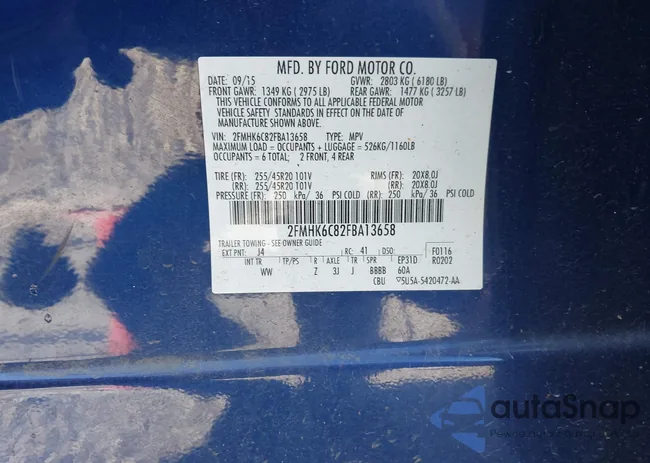 MFD. BY FORD MOTOR CO.
DATE: 09/15 GVWR: 2803 KG ( 6180 LB)
FRONT GAWR: 1349 KG ( 2975 LB) REAR GAWR: 1477 KG ( 3257 LB)
THIS VEHICLE CONFORMS TO ALL APPLICABLE FEDERAL MOTOR
VEHICLE SAFETY STANDARDS IN EFFECT ON THE DATE OF
MANUFACTURE SHOWN ABOVE.
VIN: 2FMHK6C82FBA13658 TYPE: MPV
MAXIMUM LOAD = OCCUPANTS + LUGGAGE = 526KG/1160LB
OCCUPANTS = 6 TOTAL; 2 FRONT, 4 REAR
TIRE (FR): 255/45R20 101V RIMS (FR): 20X8.0J
(RR): 255/45R20 101V (RR): 20X8.0J
PRESSURE (FR): 250 kPa/ 36 PSI COLD (RR): 250 kPa/ 36 PSI COLD
2FMHK6C82FBA13658
TRAILER TOWING - SEE OWNER GUIDE
EXT PNT: J4 RC: 41 DSO: F0116
INT TR TP/PS R AXLE TR SPR EP31D R0202
WW Z 3J J BBBB 60A
CBU 5U5A-5420472-AA
autoSnap